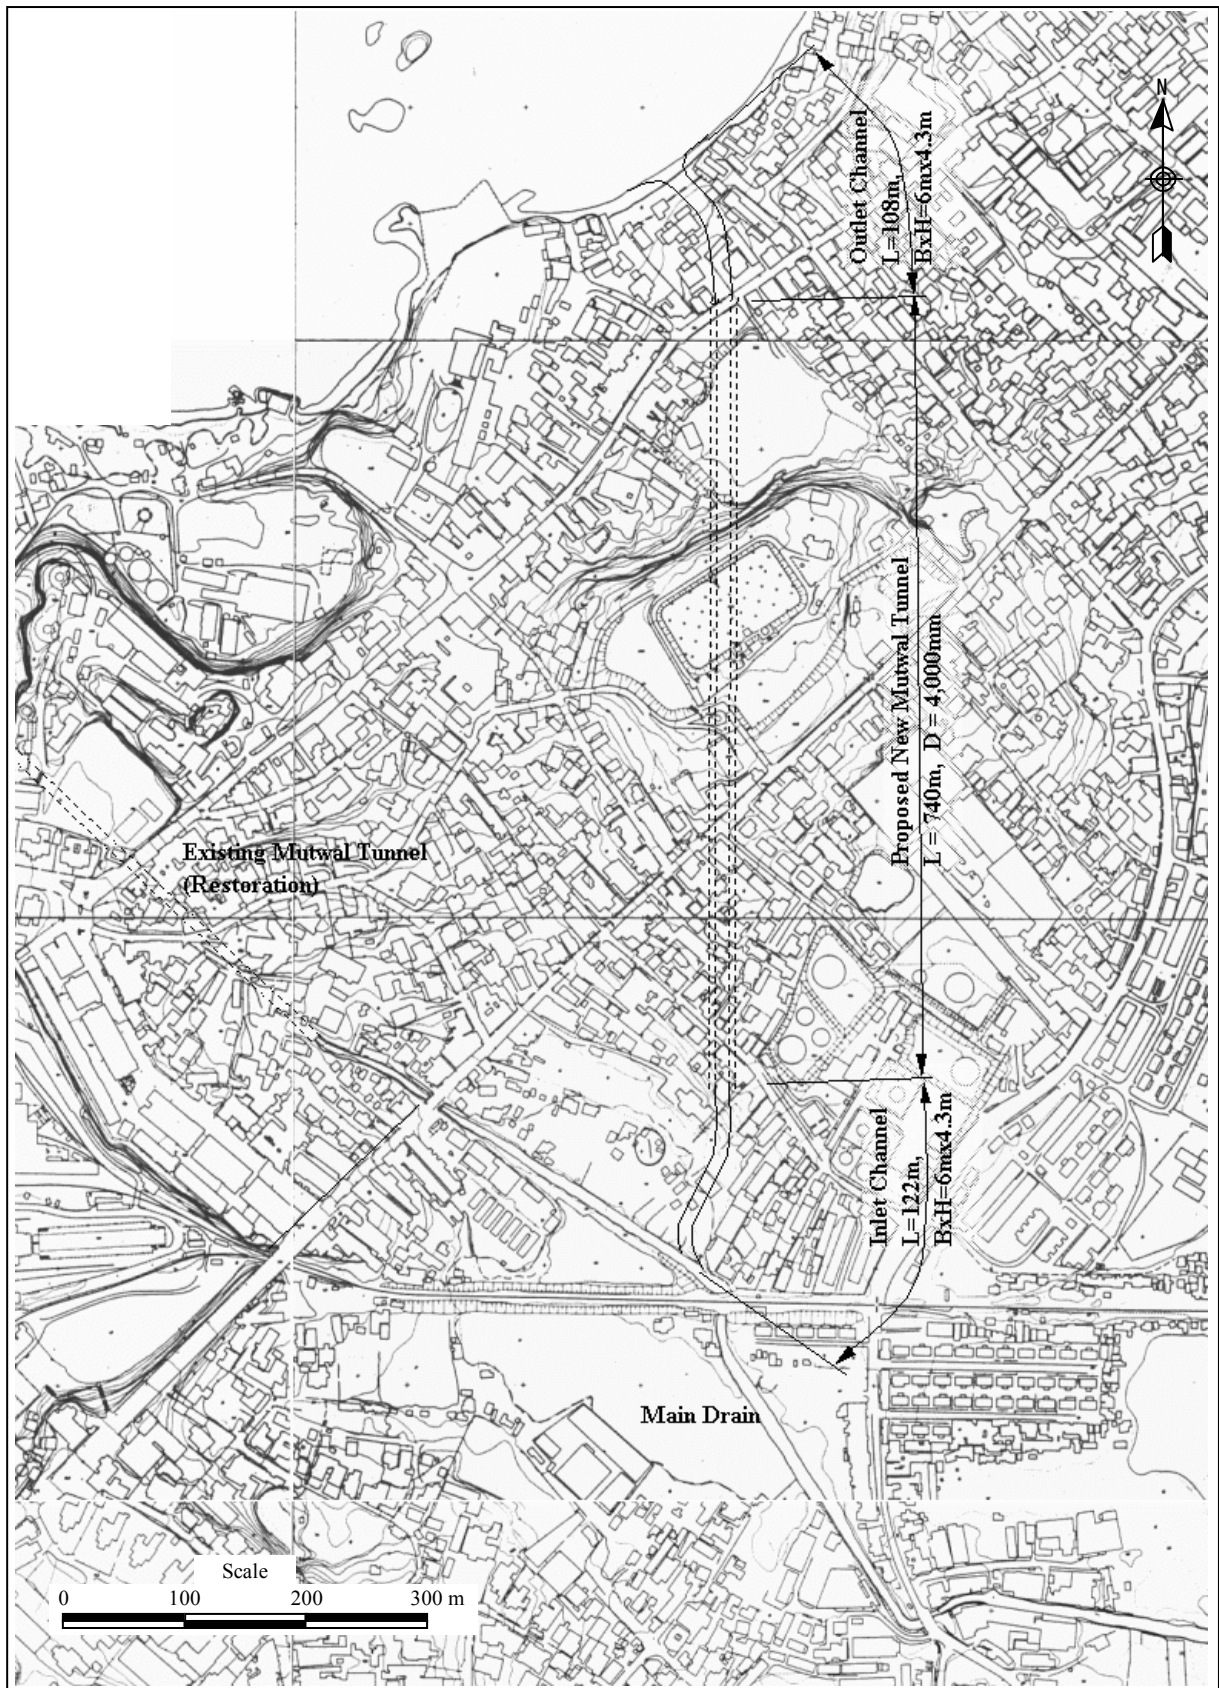 N
Outlet Channel
L=108m,
BxH=6mx4.3m
Proposed New Mutwal Tunnel
L = 740m, D = 4,000mm
Existing Mutwal Tunnel
(Restoration)
Inlet Channel
L=122m,
BxH=6mx4.3m
Main Drain
Scale
0 100 200 300 m